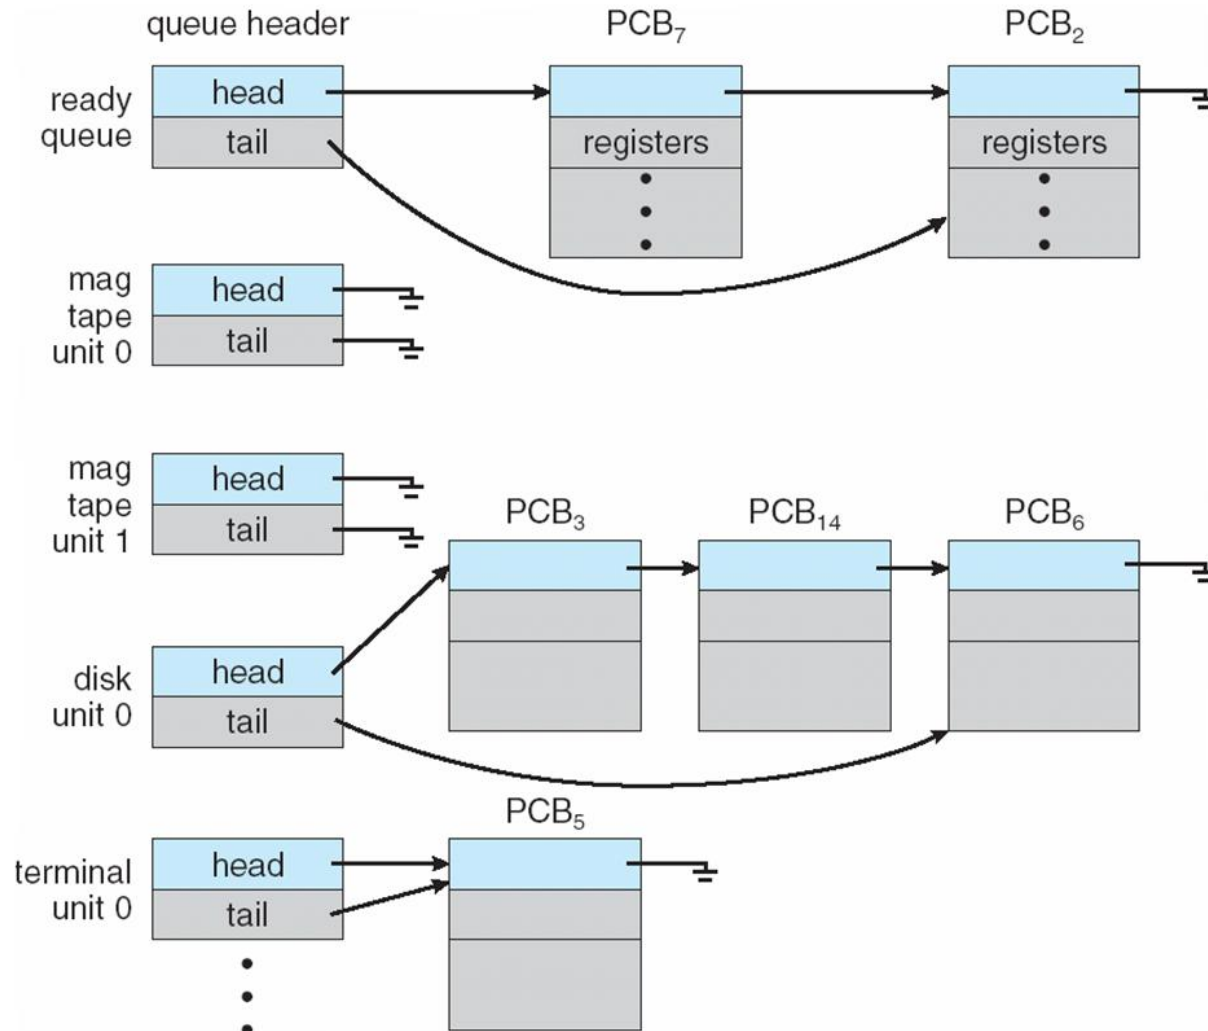 queue header
PCB₇
PCB₂
ready
queue
head
tail
registers
registers
mag
tape
unit 0
head
tail
mag
tape
unit 1
head
tail
PCB₃
PCB₁₄
PCB₆
disk
unit 0
head
tail
PCB₅
terminal
unit 0
head
tail